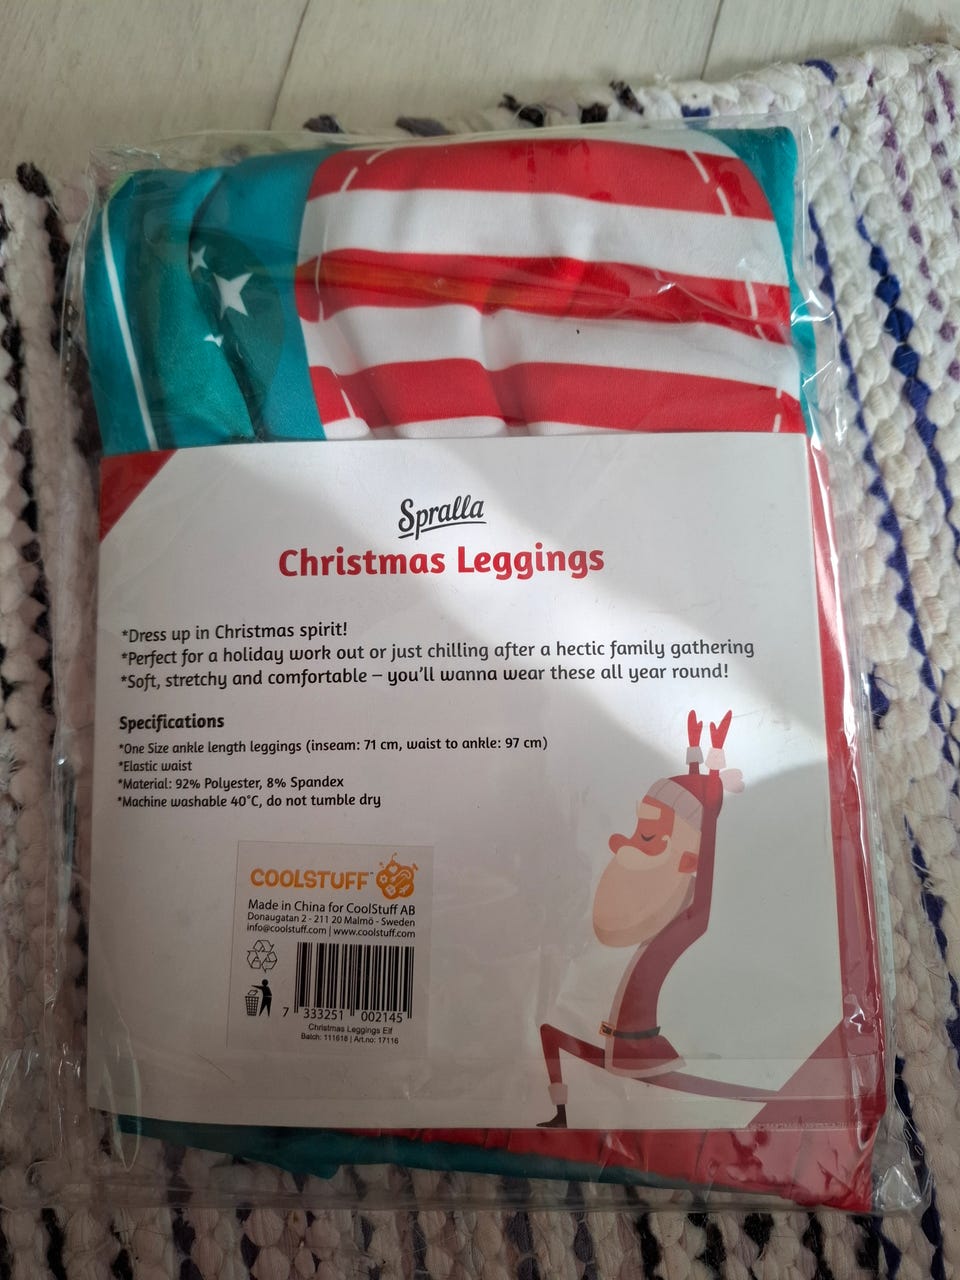 Spralla
Christmas Leggings
*Dress up in Christmas spirit!
*Perfect for a holiday work out or just chilling after a hectic family gathering
*Soft, stretchy and comfortable – you'll wanna wear these all year round!
Specifications
*One Size ankle length leggings (inseam: 71 cm, waist to ankle: 97 cm)
*Elastic waist
*Material: 92% Polyester, 8% Spandex
*Machine washable 40°C, do not tumble dry
COOLSTUFF™
Made in China for CoolStuff AB
Donaugatan 2 - 211 20 Malmö - Sweden
info@coolstuff.com | www.coolstuff.com
7 333251 002145
Christmas Leggings Elf
Batch: 111618 | Art.no: 17116